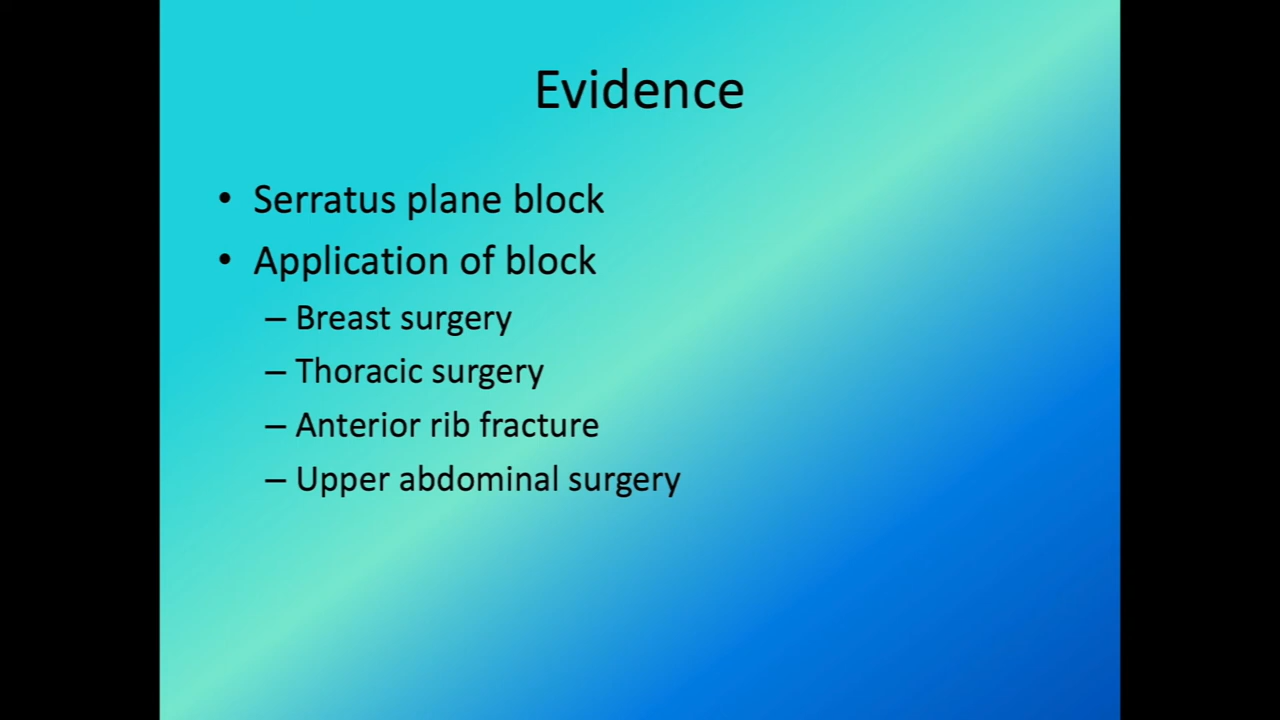 Evidence
• Serratus plane block
• Application of block
– Breast surgery
– Thoracic surgery
– Anterior rib fracture
– Upper abdominal surgery